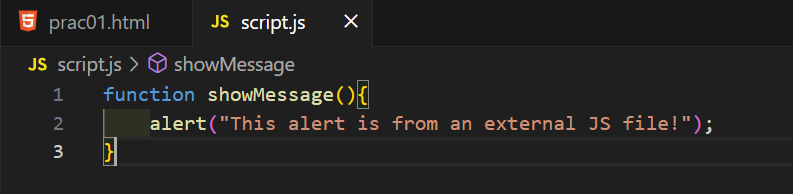 prac01.html
JS script.js ×
JS script.js > showMessage
1 function showMessage(){
2     alert("This alert is from an external JS file!");
3 }